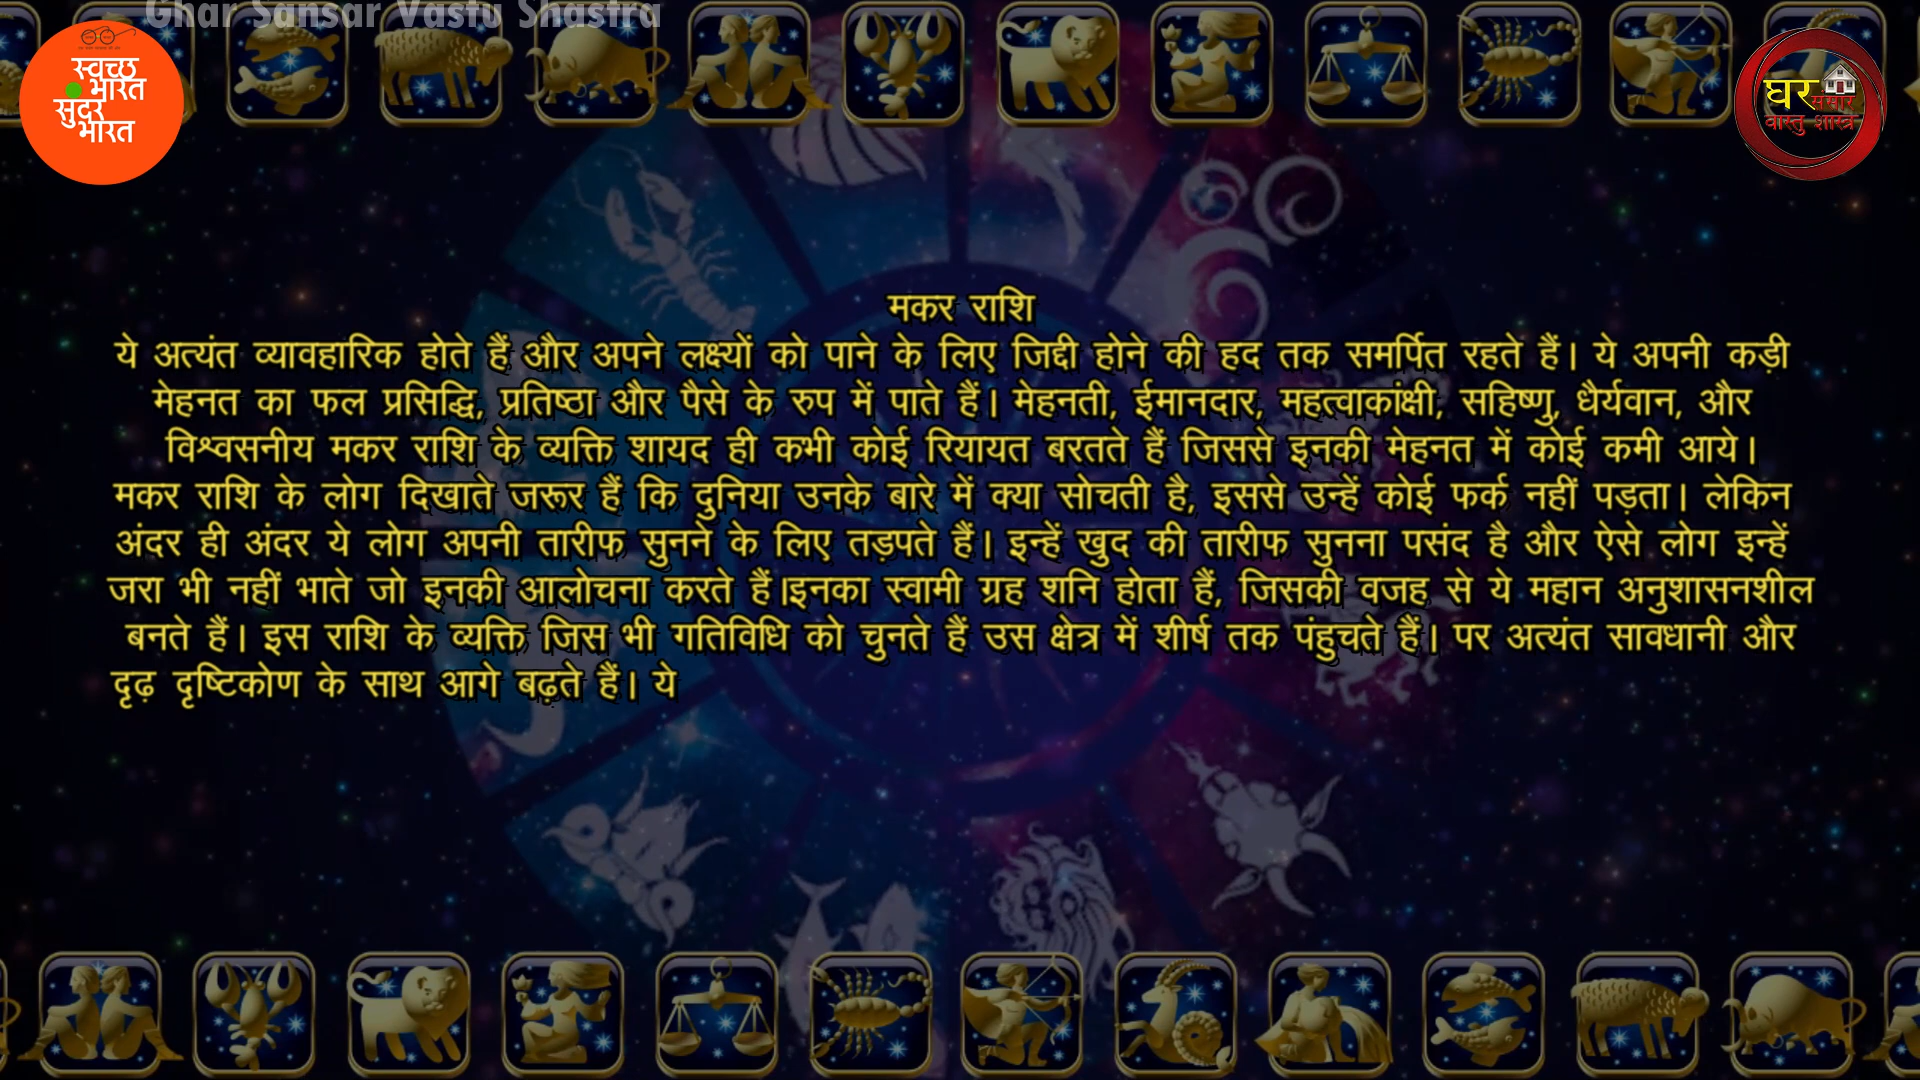 Ghar Sansar Vastu Shastra
स्वच्छ
भारत
सुंदर
भारत
घर
संसार
वास्तु शास्त्र
मकर राशि
ये अत्यंत व्यावहारिक होते हैं और अपने लक्ष्यों को पाने के लिए जिद्दी होने की हद तक समर्पित रहते हैं। ये अपनी कड़ी
मेहनत का फल प्रसिद्धि, प्रतिष्ठा और पैसे के रुप में पाते हैं। मेहनती, ईमानदार, महत्वाकांक्षी, सहिष्णु, धैर्यवान, और
विश्वसनीय मकर राशि के व्यक्ति शायद ही कभी कोई रियायत बरतते हैं जिससे इनकी मेहनत में कोई कमी आये।
मकर राशि के लोग दिखाते जरूर हैं कि दुनिया उनके बारे में क्या सोचती है, इससे उन्हें कोई फर्क नहीं पड़ता। लेकिन
अंदर ही अंदर ये लोग अपनी तारीफ सुनने के लिए तड़पते हैं। इन्हें खुद की तारीफ सुनना पसंद है और ऐसे लोग इन्हें
जरा भी नहीं भाते जो इनकी आलोचना करते हैं।इनका स्वामी ग्रह शनि होता हैं, जिसकी वजह से ये महान अनुशासनशील
बनते हैं। इस राशि के व्यक्ति जिस भी गतिविधि को चुनते हैं उस क्षेत्र में शीर्ष तक पंहुचते हैं। पर अत्यंत सावधानी और
दृढ़ दृष्टिकोण के साथ आगे बढ़ते हैं। ये